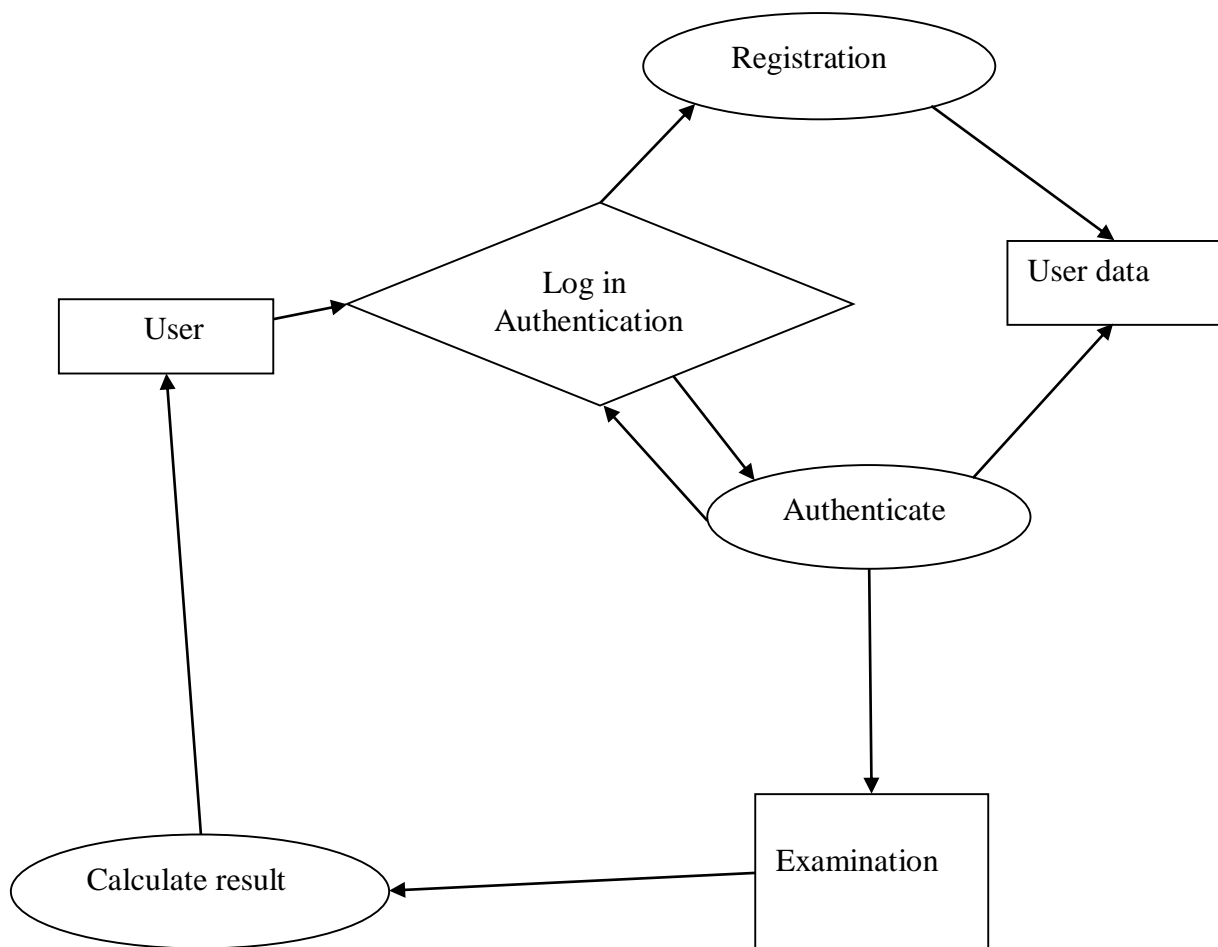 Registration
User data
Log in
Authentication
User
Authenticate
Examination
Calculate result